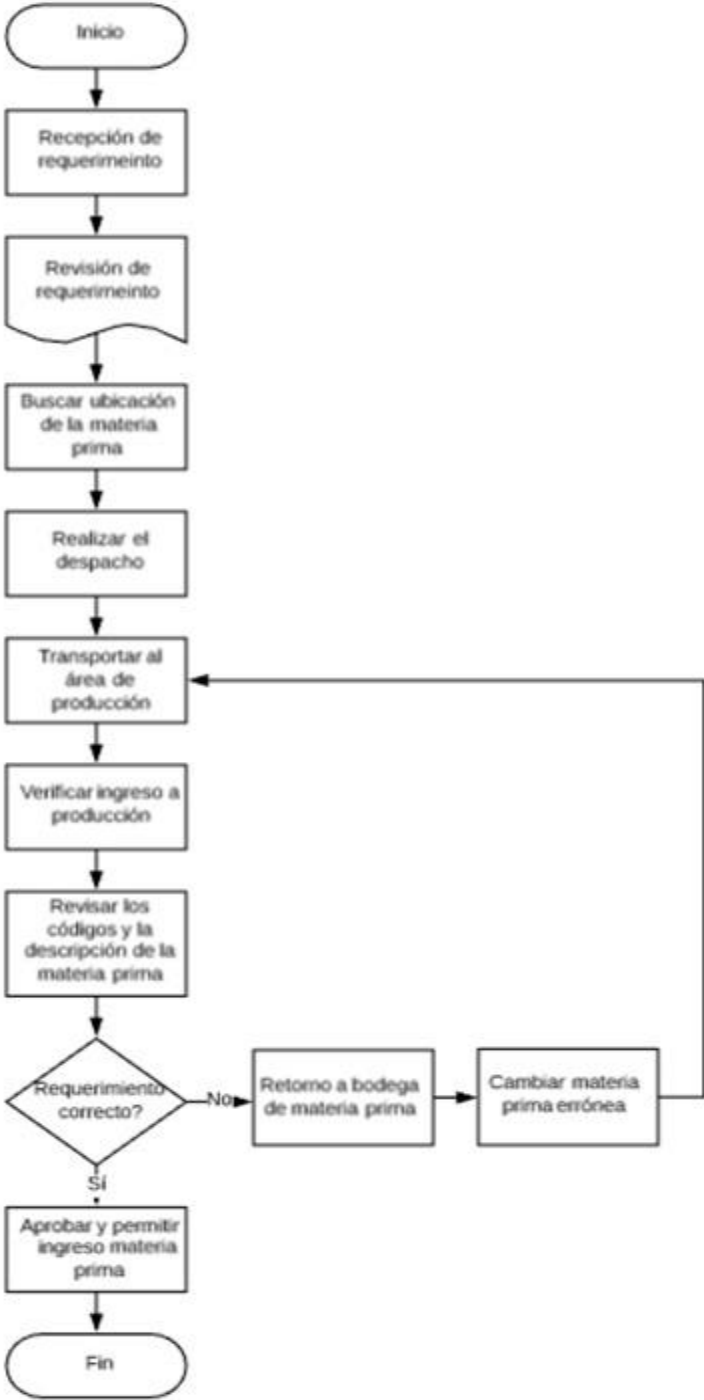 Inicio
Recepción de
requerimeinto
Revisión de
requerimeinto
Buscar ubicación
de la materia
prima
Realizar el
despacho
Transportar al
área de
producción
Verificar ingreso a
producción
Revisar los
códigos y la
descripción de la
materia prima
Requerimiento
correcto?
No
Retorno a bodega
de materia prima
Cambiar materia
prima errónea
Sí
Aprobar y permitir
ingreso materia
prima
Fin